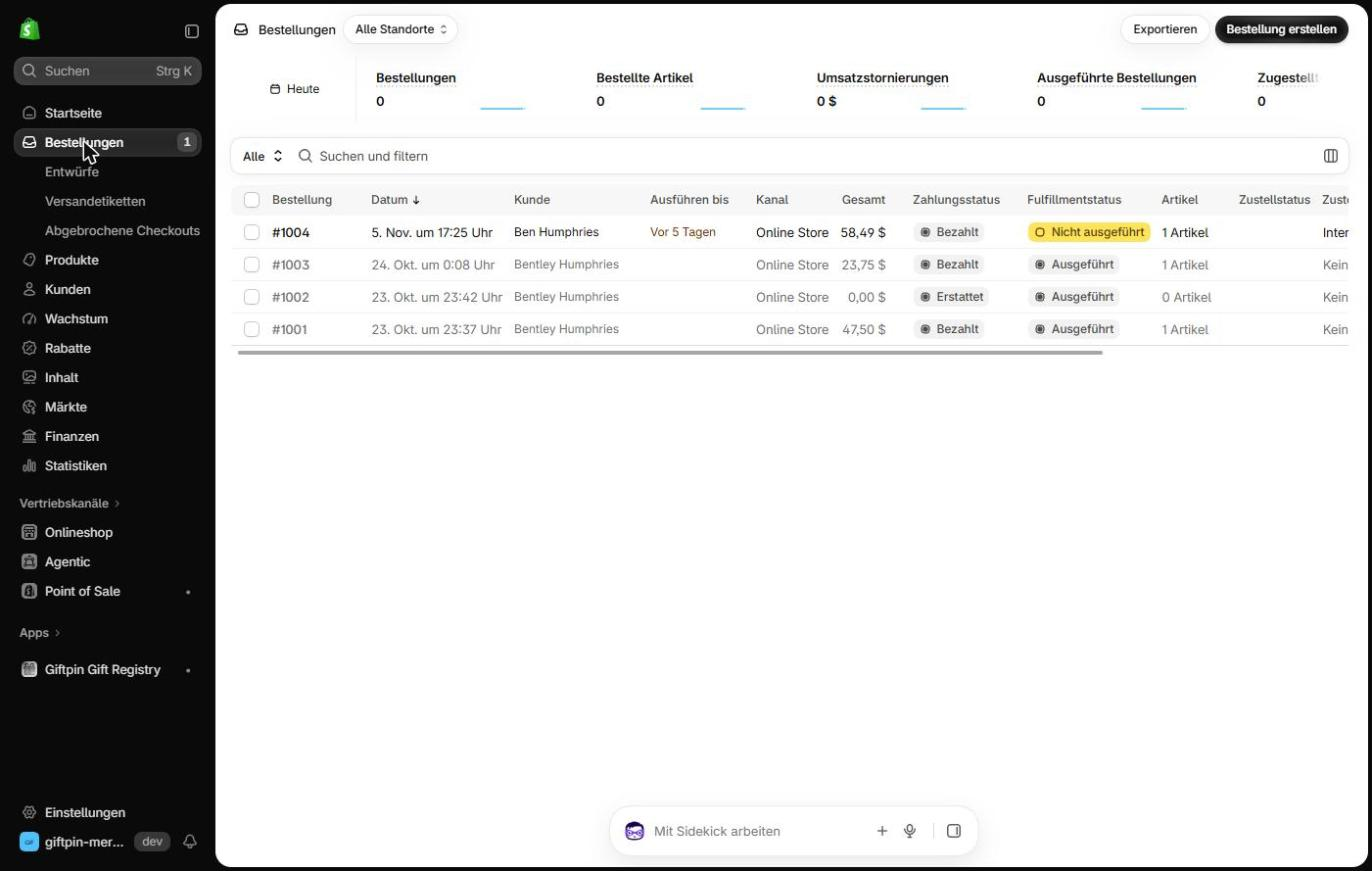 Suchen Strg K
Startseite
Bestellungen 1
Entwürfe
Versandetiketten
Abgebrochene Checkouts
Produkte
Kunden
Wachstum
Rabatte
Inhalt
Märkte
Finanzen
Statistiken
Vertriebskanäle
Onlineshop
Agentic
Point of Sale
Apps
Giftpin Gift Registry
Einstellungen
giftpin-mer... dev
Bestellungen Alle Standorte Exportieren Bestellung erstellen
Heute
Bestellungen Bestellte Artikel Umsatzstornierungen Ausgeführte Bestellungen Zugestellt
0 0 0 $ 0 0
Alle Suchen und filtern
Bestellung Datum Kunde Ausführen bis Kanal Gesamt Zahlungsstatus Fulfillmentstatus Artikel Zustellstatus Zuste
#1004 5. Nov. um 17:25 Uhr Ben Humphries Vor 5 Tagen Online Store 58,49 $ Bezahlt Nicht ausgeführt 1 Artikel Inter
#1003 24. Okt. um 0:08 Uhr Bentley Humphries Online Store 23,75 $ Bezahlt Ausgeführt 1 Artikel Kein
#1002 23. Okt. um 23:42 Uhr Bentley Humphries Online Store 0,00 $ Erstattet Ausgeführt 0 Artikel Kein
#1001 23. Okt. um 23:37 Uhr Bentley Humphries Online Store 47,50 $ Bezahlt Ausgeführt 1 Artikel Kein
Mit Sidekick arbeiten